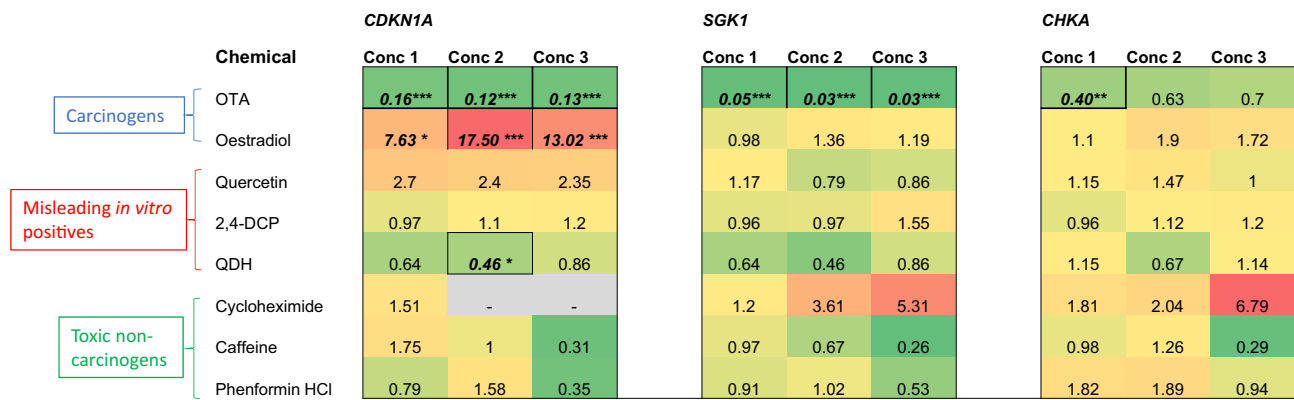 CDKN1A SGK1 CHKA
Chemical Conc 1 Conc 2 Conc 3 Conc 1 Conc 2 Conc 3 Conc 1 Conc 2 Conc 3
Carcinogens
OTA 0.16*** 0.12*** 0.13*** 0.05*** 0.03*** 0.03*** 0.40** 0.63 0.7
Oestradiol 7.63 * 17.50 *** 13.02 *** 0.98 1.36 1.19 1.1 1.9 1.72
Misleading in vitro
positives
Quercetin 2.7 2.4 2.35 1.17 0.79 0.86 1.15 1.47 1
2,4-DCP 0.97 1.1 1.2 0.96 0.97 1.55 0.96 1.12 1.2
QDH 0.64 0.46 * 0.86 0.64 0.46 0.86 1.15 0.67 1.14
Toxic non-
carcinogens
Cycloheximide 1.51 - - 1.2 3.61 5.31 1.81 2.04 6.79
Caffeine 1.75 1 0.31 0.97 0.67 0.26 0.98 1.26 0.29
Phenformin HCl 0.79 1.58 0.35 0.91 1.02 0.53 1.82 1.89 0.94